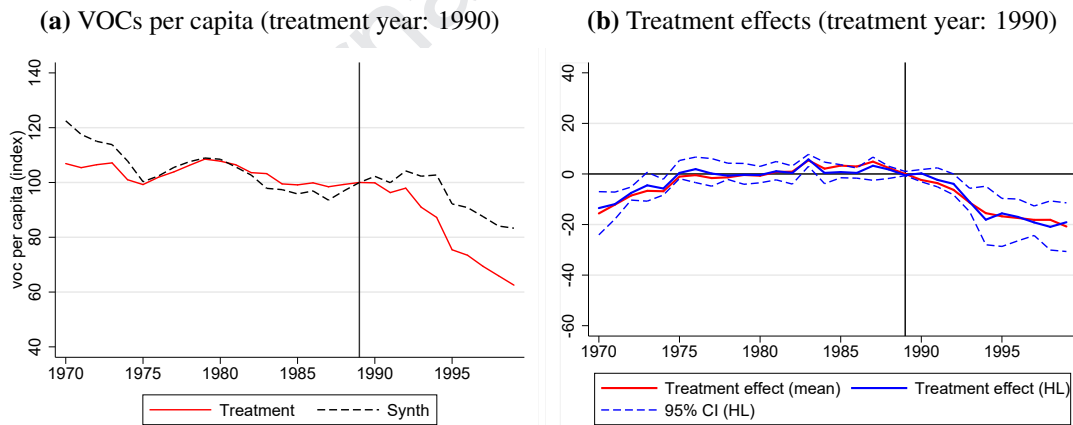 (a) VOCs per capita (treatment year: 1990)
voc per capita (index)
140
120
100
80
60
40
1970 1975 1980 1985 1990 1995
Treatment Synth
(b) Treatment effects (treatment year: 1990)
40
20
0
-20
-40
-60
1970 1975 1980 1985 1990 1995
Treatment effect (mean) Treatment effect (HL)
95% CI (HL)